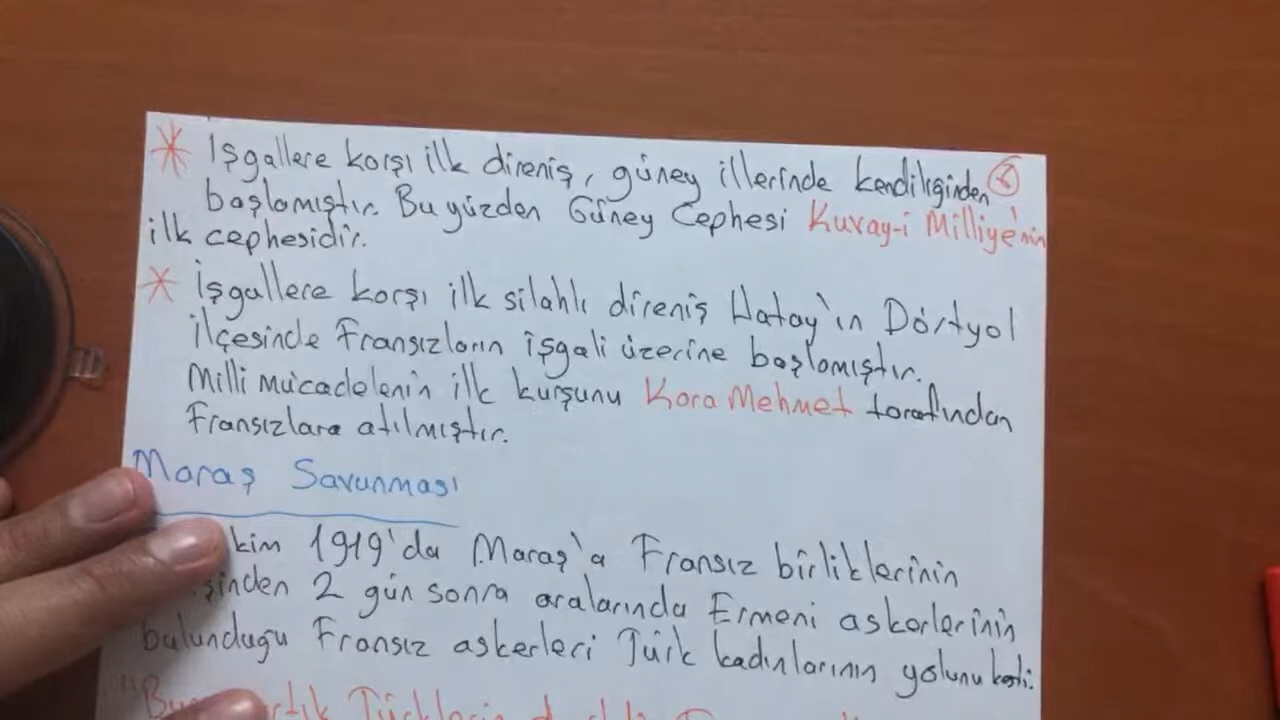 * İşgallere karşı ilk direniş, güney illerinde kendiliğinden 6
başlamıştır. Bu yüzden Güney Cephesi Kuvay-i Milliye'nin
ilk cephesidir.
* İşgallere karşı ilk silahlı direniş Hatay'ın Dörtyol
ilçesinde Fransızların işgali üzerine başlamıştır.
Milli mücadelenin ilk kurşunu Kara Mehmet tarafından
Fransızlara atılmıştır.
Maraş Savunması
kim 1919'da Maraş'a Fransız birliklerinin
şinden 2 gün sonra aralarında Ermeni askerlerinin
bulunduğu Fransız askerleri Türk kadınlarının yolunu kesti.